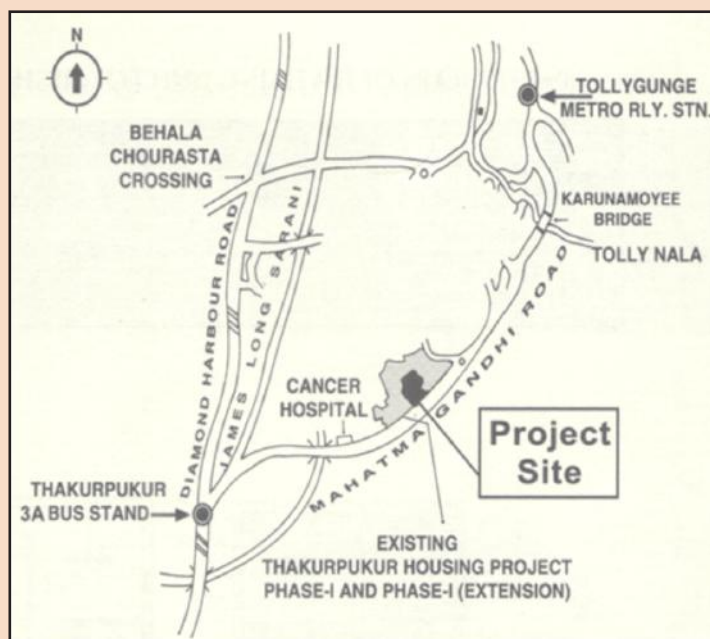 N
TOLLYGUNGE
METRO RLY. STN.
BEHALA
CHOURASTA
CROSSING
KARUNAMOYEE
BRIDGE
TOLLY NALA
DIAMOND HARBOUR ROAD
JAMES LONG SARANI
MAHATMA GANDHI ROAD
CANCER
HOSPITAL
Project
Site
THAKURPUKUR
3A BUS STAND
EXISTING
THAKURPUKUR HOUSING PROJECT
PHASE-I AND PHASE-I (EXTENSION)